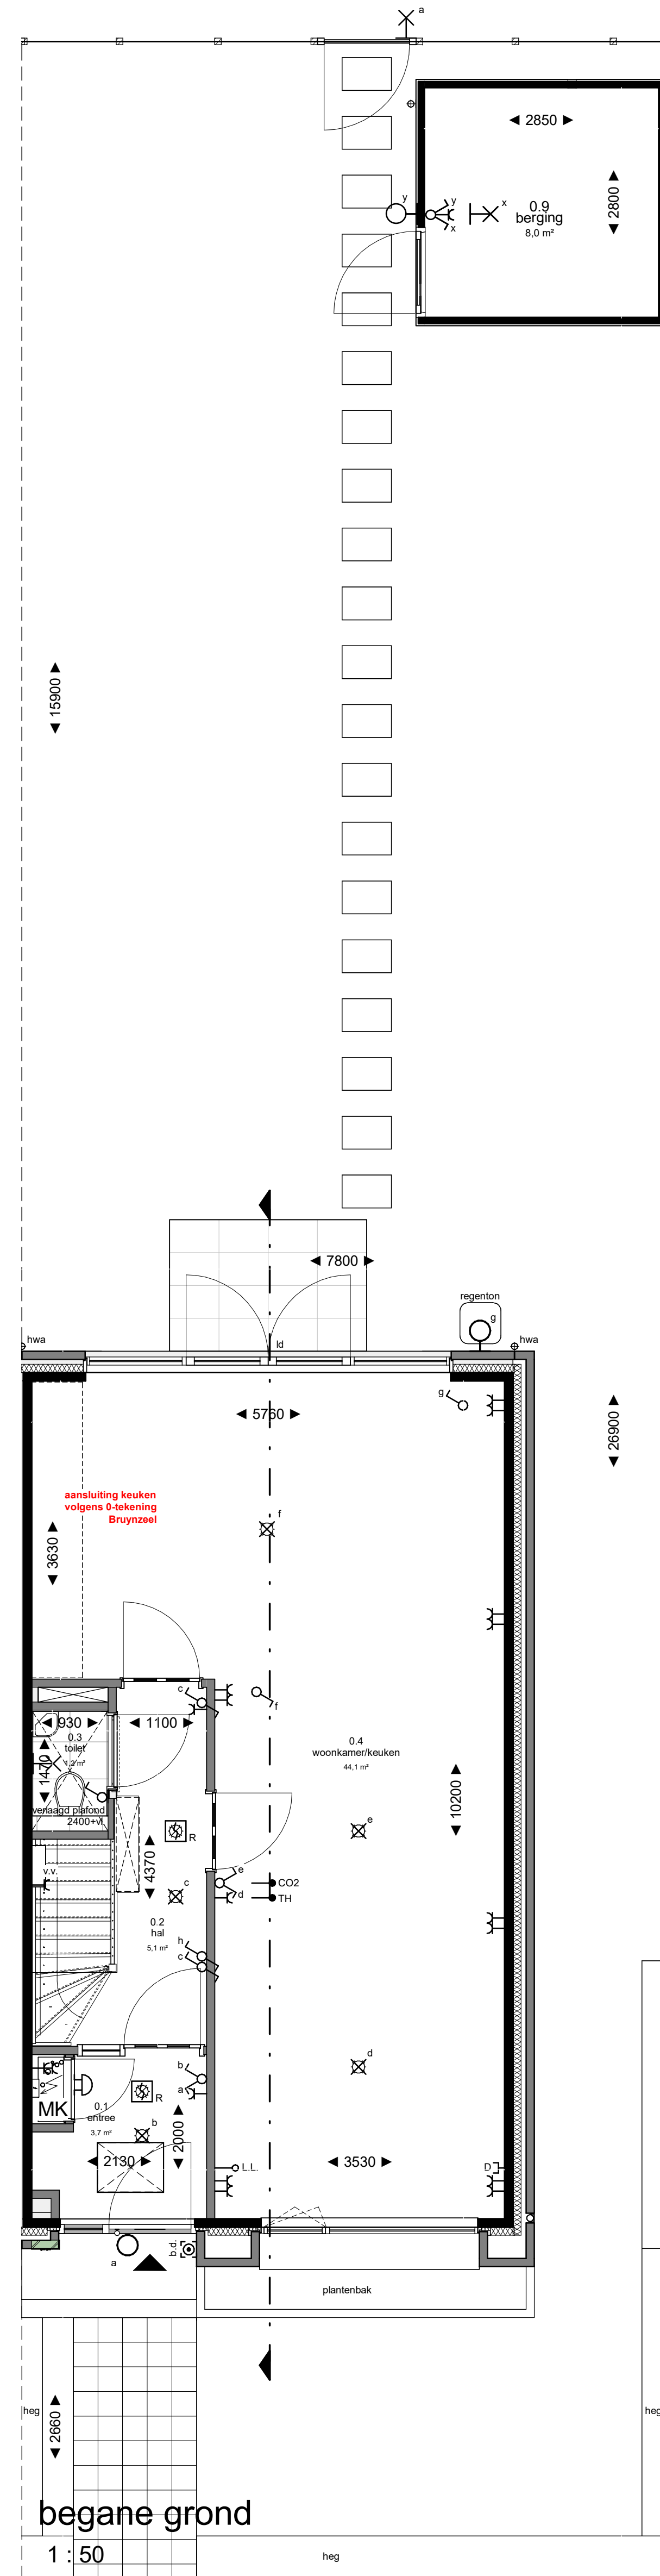 a
2850
2800
y
y
x
x
0.9
berging
8,0 m²
15900
7800
regenton
g
hwa
ld
hwa
g
5760
26900
aansluiting keuken
volgens 0-tekening
Bruynzeel
f
3630
c
f
930
1100
0.3
toilet
1,2 m²
1470
0.4
woonkamer/keuken
44,1 m²
verlaagd plafond
2400+vl
10200
R
e
4370
v.v.
e
c
d
CO2
TH
0.2
hal
5,1 m²
h
c
d
b
a
MK
0.1
entree
3,7 m²
R
b
2000
2130
L.L.
3530
D
a
b.d.
plantenbak
heg
2660
heg
begane grond
1 : 50
heg